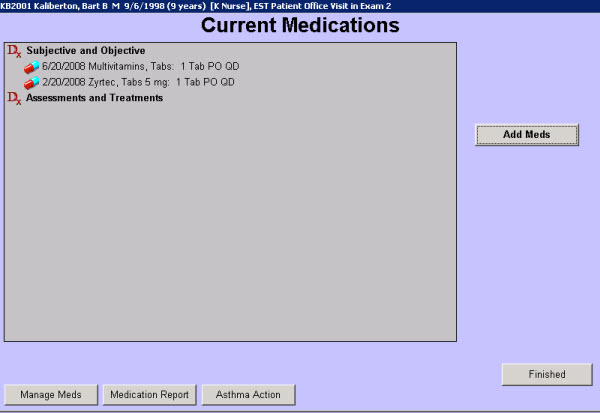 KB2001 Kaliberton, Bart B M 9/6/1998 (9 years) [K Nurse], EST Patient Office Visit in Exam 2
Current Medications
Dx Subjective and Objective
6/20/2008 Multivitamins, Tabs: 1 Tab PO QD
2/20/2008 Zyrtec, Tabs 5 mg: 1 Tab PO QD
Dx Assessments and Treatments
Add Meds
Finished
Manage Meds Medication Report Asthma Action